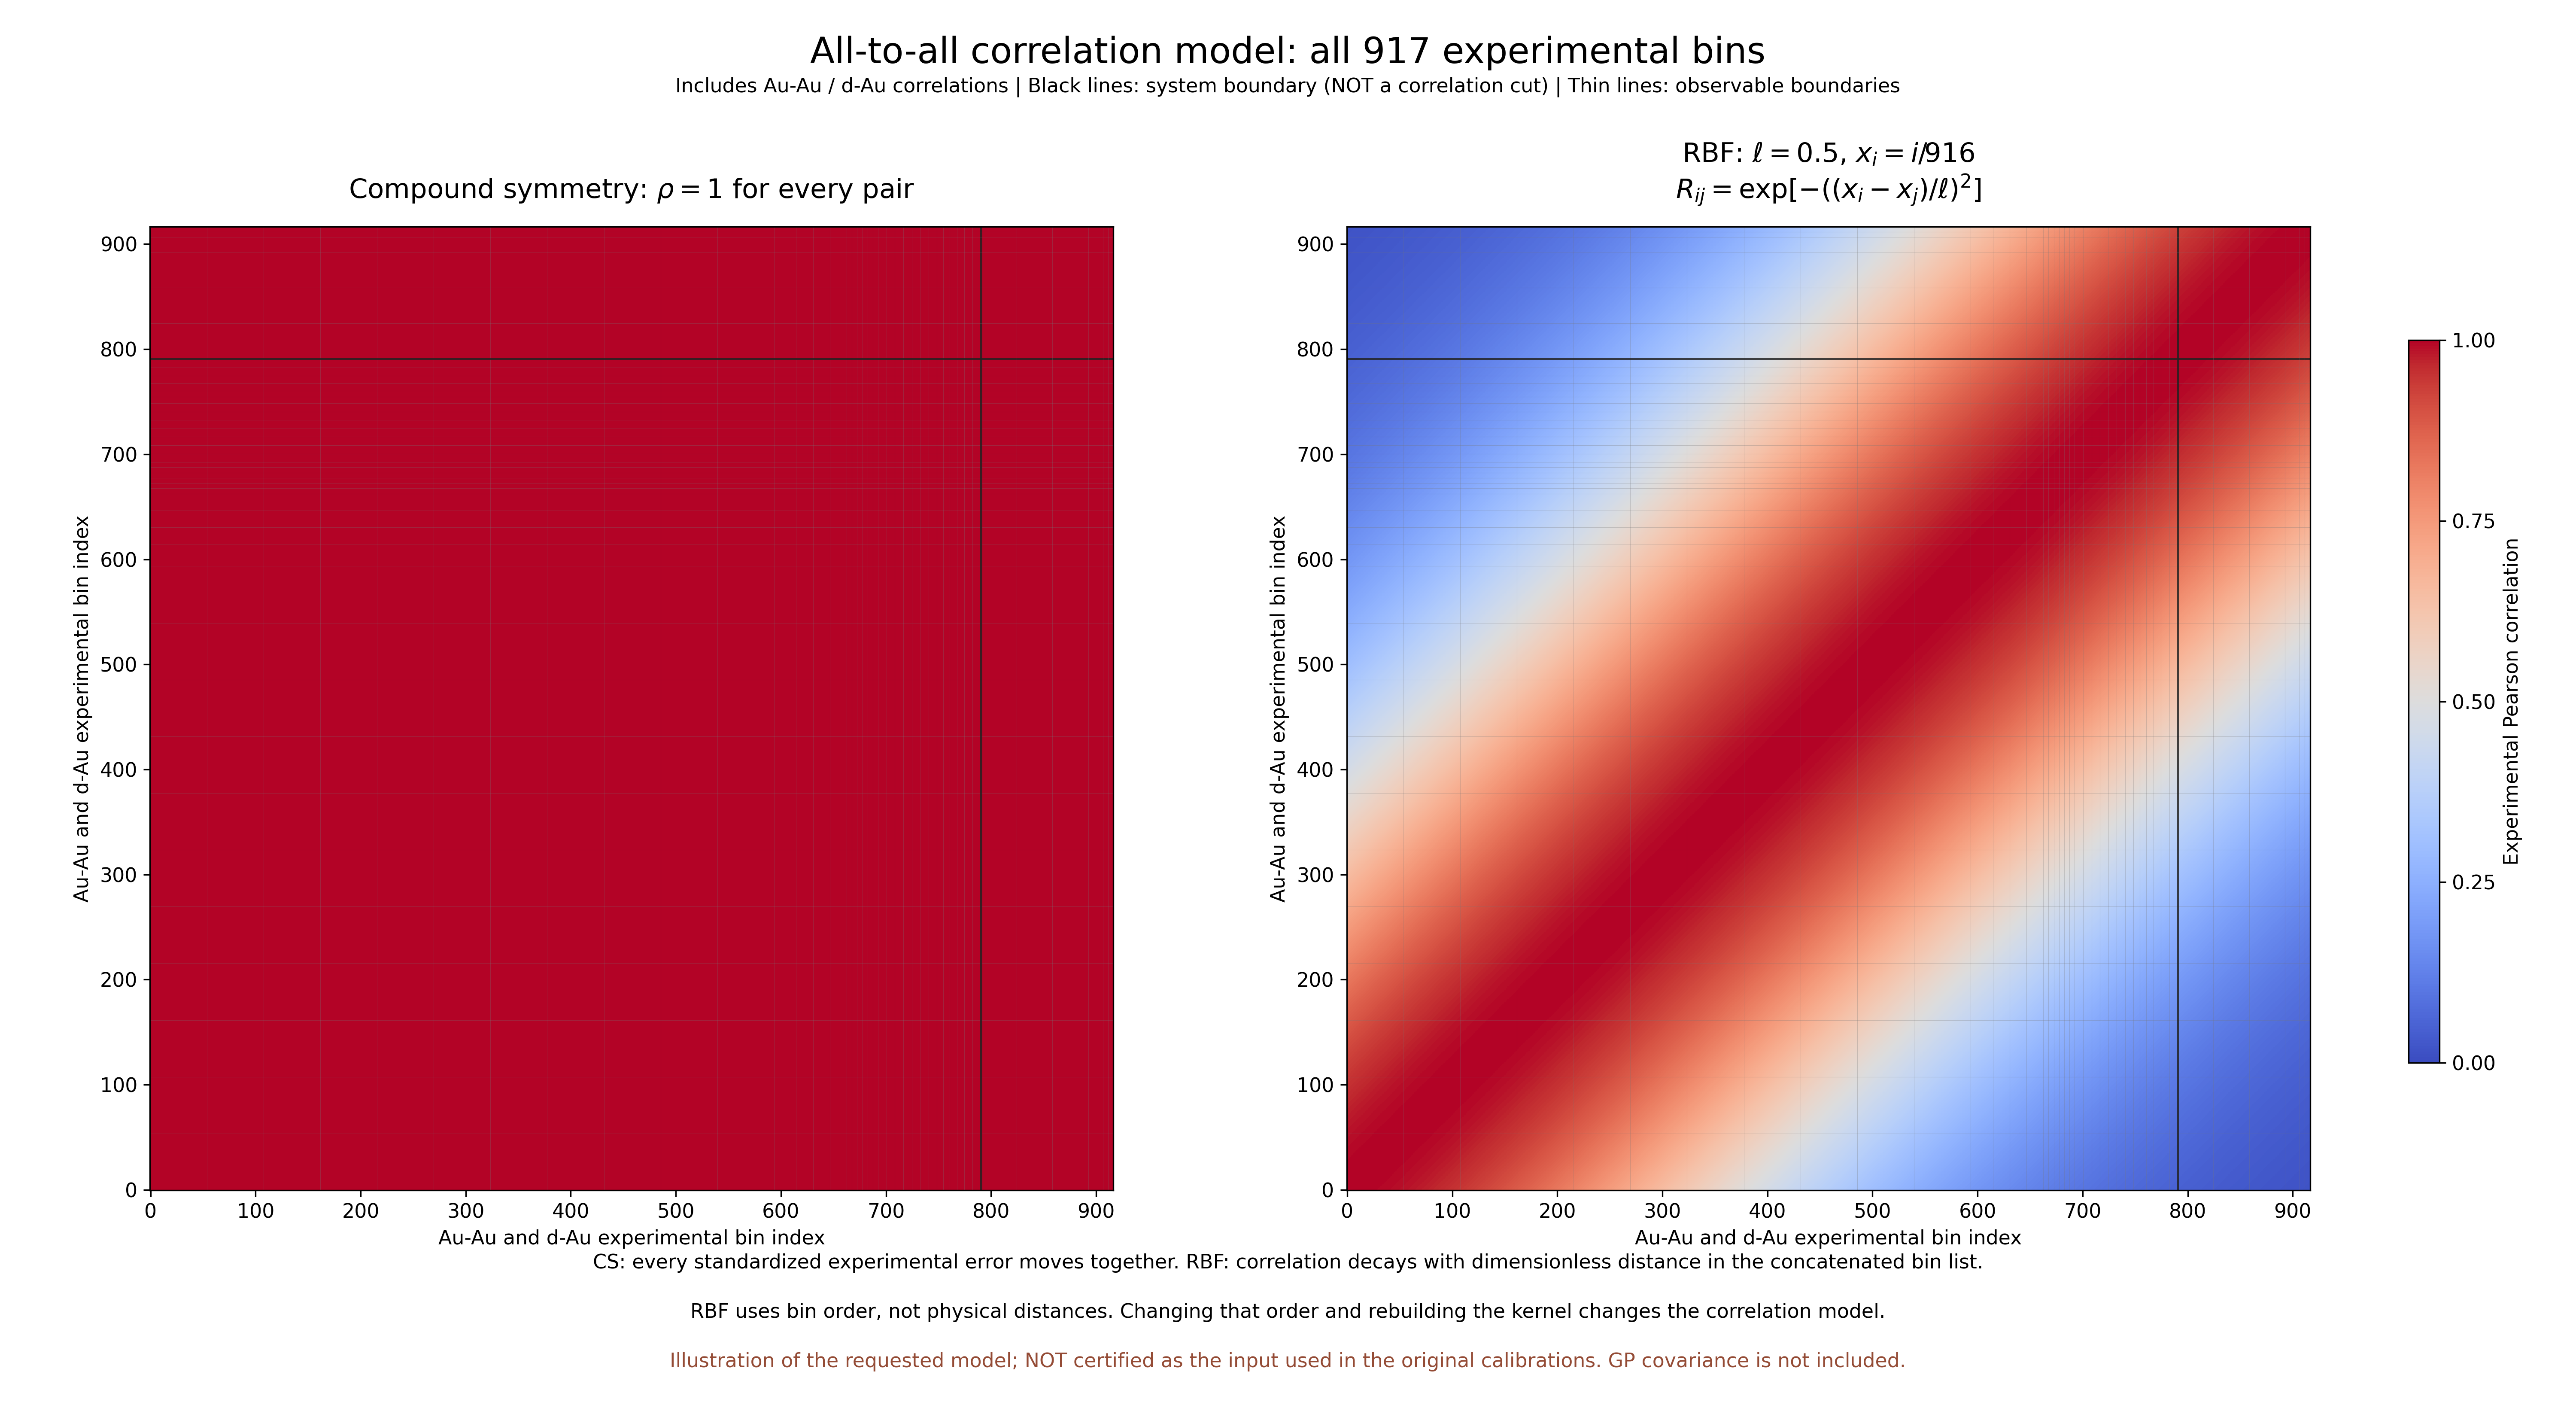 All-to-all correlation model: all 917 experimental bins
Includes Au-Au / d-Au correlations | Black lines: system boundary (NOT a correlation cut) | Thin lines: observable boundaries
Compound symmetry: ρ = 1 for every pair
RBF: ℓ = 0.5, xᵢ = i/916
Rᵢⱼ = exp[−((xᵢ − xⱼ)/ℓ)²]
900
800
700
600
500
400
300
200
100
0
Au-Au and d-Au experimental bin index
0 100 200 300 400 500 600 700 800 900
Au-Au and d-Au experimental bin index
900
800
700
600
500
400
300
200
100
0
Au-Au and d-Au experimental bin index
0 100 200 300 400 500 600 700 800 900
Au-Au and d-Au experimental bin index
1.00
0.75
0.50
0.25
0.00
Experimental Pearson correlation
CS: every standardized experimental error moves together. RBF: correlation decays with dimensionless distance in the concatenated bin list.
RBF uses bin order, not physical distances. Changing that order and rebuilding the kernel changes the correlation model.
Illustration of the requested model; NOT certified as the input used in the original calibrations. GP covariance is not included.